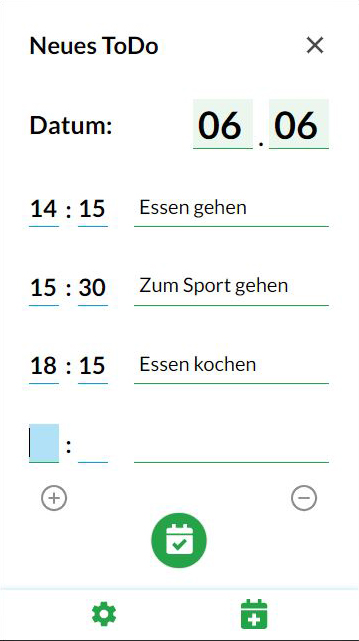 Neues ToDo
Datum: 06 . 06
14 : 15 Essen gehen
15 : 30 Zum Sport gehen
18 : 15 Essen kochen
: